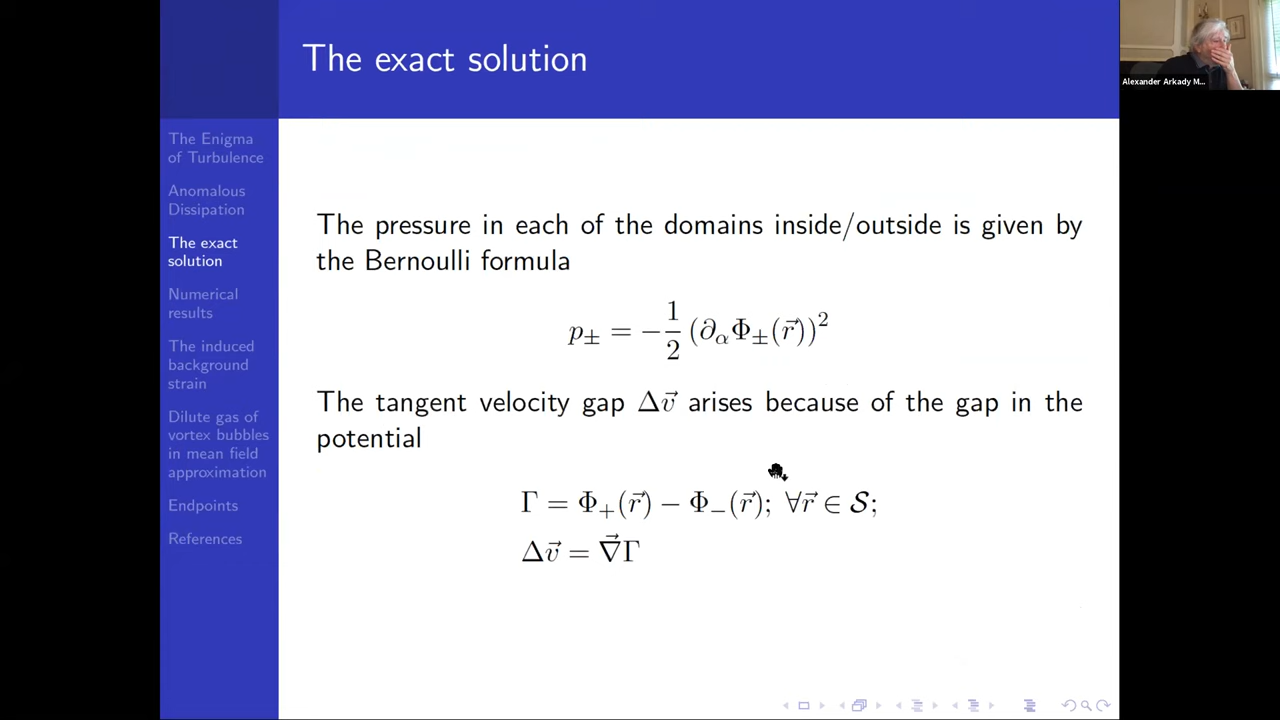 The exact solution
The Enigma
of Turbulence
Anomalous
Dissipation
The exact
solution
Numerical
results
The induced
background
strain
Dilute gas of
vortex bubbles
in mean field
approximation
Endpoints
References
The pressure in each of the domains inside/outside is given by
the Bernoulli formula
p± = −1/2 (∂αΦ±(r⃗))²
The tangent velocity gap Δv⃗ arises because of the gap in the
potential
Γ = Φ₊(r⃗) − Φ₋(r⃗); ∀r⃗ ∈ 𝒮;
Δv⃗ = ∇⃗Γ
Alexander Arkady M...